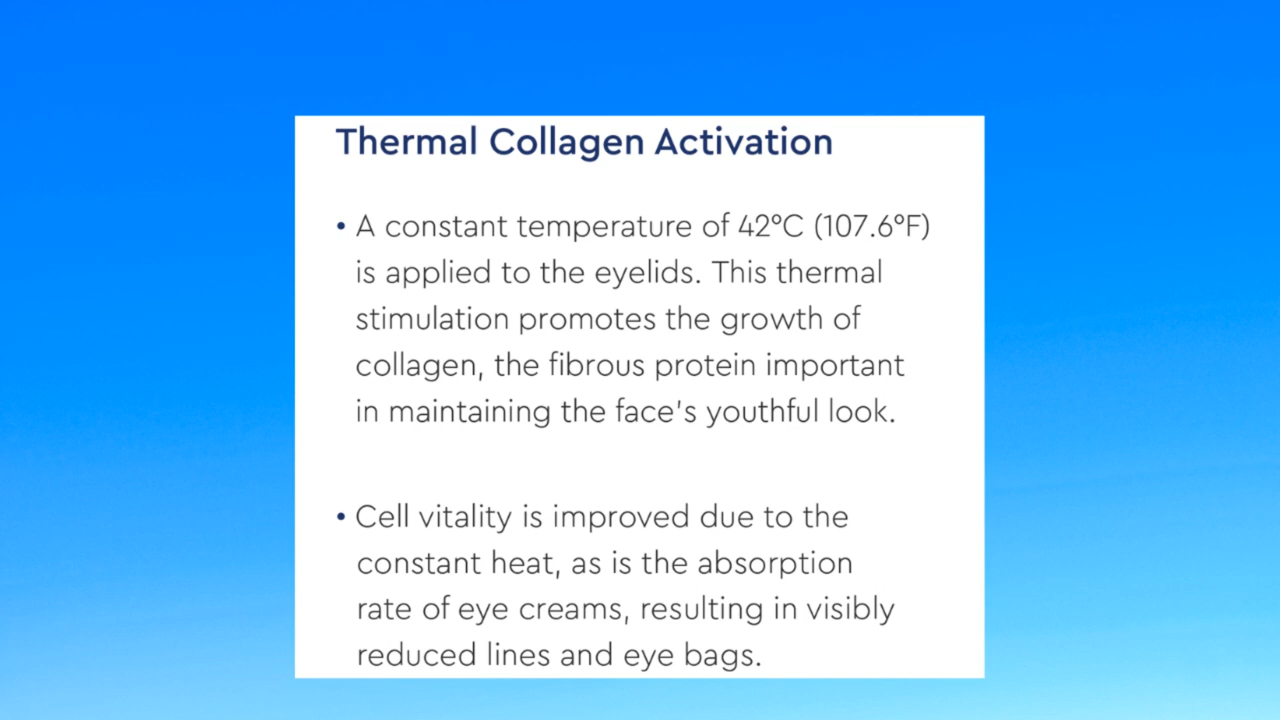 Thermal Collagen Activation
• A constant temperature of 42°C (107.6°F)
is applied to the eyelids. This thermal
stimulation promotes the growth of
collagen, the fibrous protein important
in maintaining the face's youthful look.
• Cell vitality is improved due to the
constant heat, as is the absorption
rate of eye creams, resulting in visibly
reduced lines and eye bags.